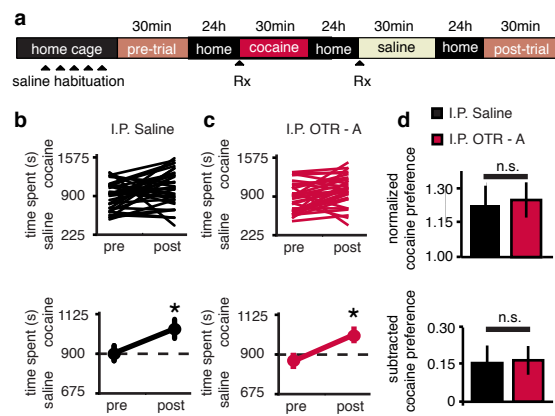 a
30min 24h 30min 24h 30min 24h 30min
home cage pre-trial home cocaine home saline home post-trial
saline habituation Rx Rx
b c d
I.P. Saline
I.P. OTR - A
I.P. Saline
I.P. OTR - A
time spent (s)
saline cocaine
1575
900
225
pre post
time spent (s)
saline cocaine
1575
900
225
pre post
normalized
cocaine preference
1.30
1.15
1.00
n.s.
time spent (s)
saline cocaine
1125
900
675
*
pre post
time spent (s)
saline cocaine
1125
900
675
*
pre post
subtracted
cocaine preference
0.30
0.15
0
n.s.